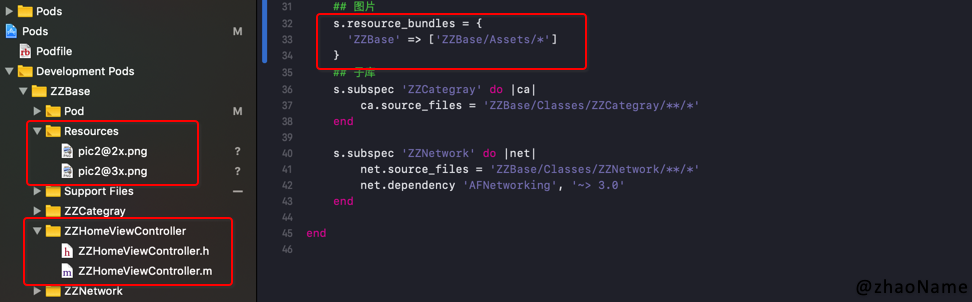 Pods
Pods M
Podfile
Development Pods
ZZBase
Pod M
Resources
pic2@2x.png ?
pic2@3x.png ?
Support Files –
ZZCategray
ZZHomeViewController
h ZZHomeViewController.h
m ZZHomeViewController.m
ZZNetwork
31 ## 图片
32 s.resource_bundles = {
33 'ZZBase' => ['ZZBase/Assets/*']
34 }
35 ## 子库
36 s.subspec 'ZZCategray' do |ca|
37 ca.source_files = 'ZZBase/Classes/ZZCategray/**/*'
38 end
39
40 s.subspec 'ZZNetwork' do |net|
41 net.source_files = 'ZZBase/Classes/ZZNetwork/**/*'
42 net.dependency 'AFNetworking', '~> 3.0'
43 end
44
45 end
46
@zhaoName